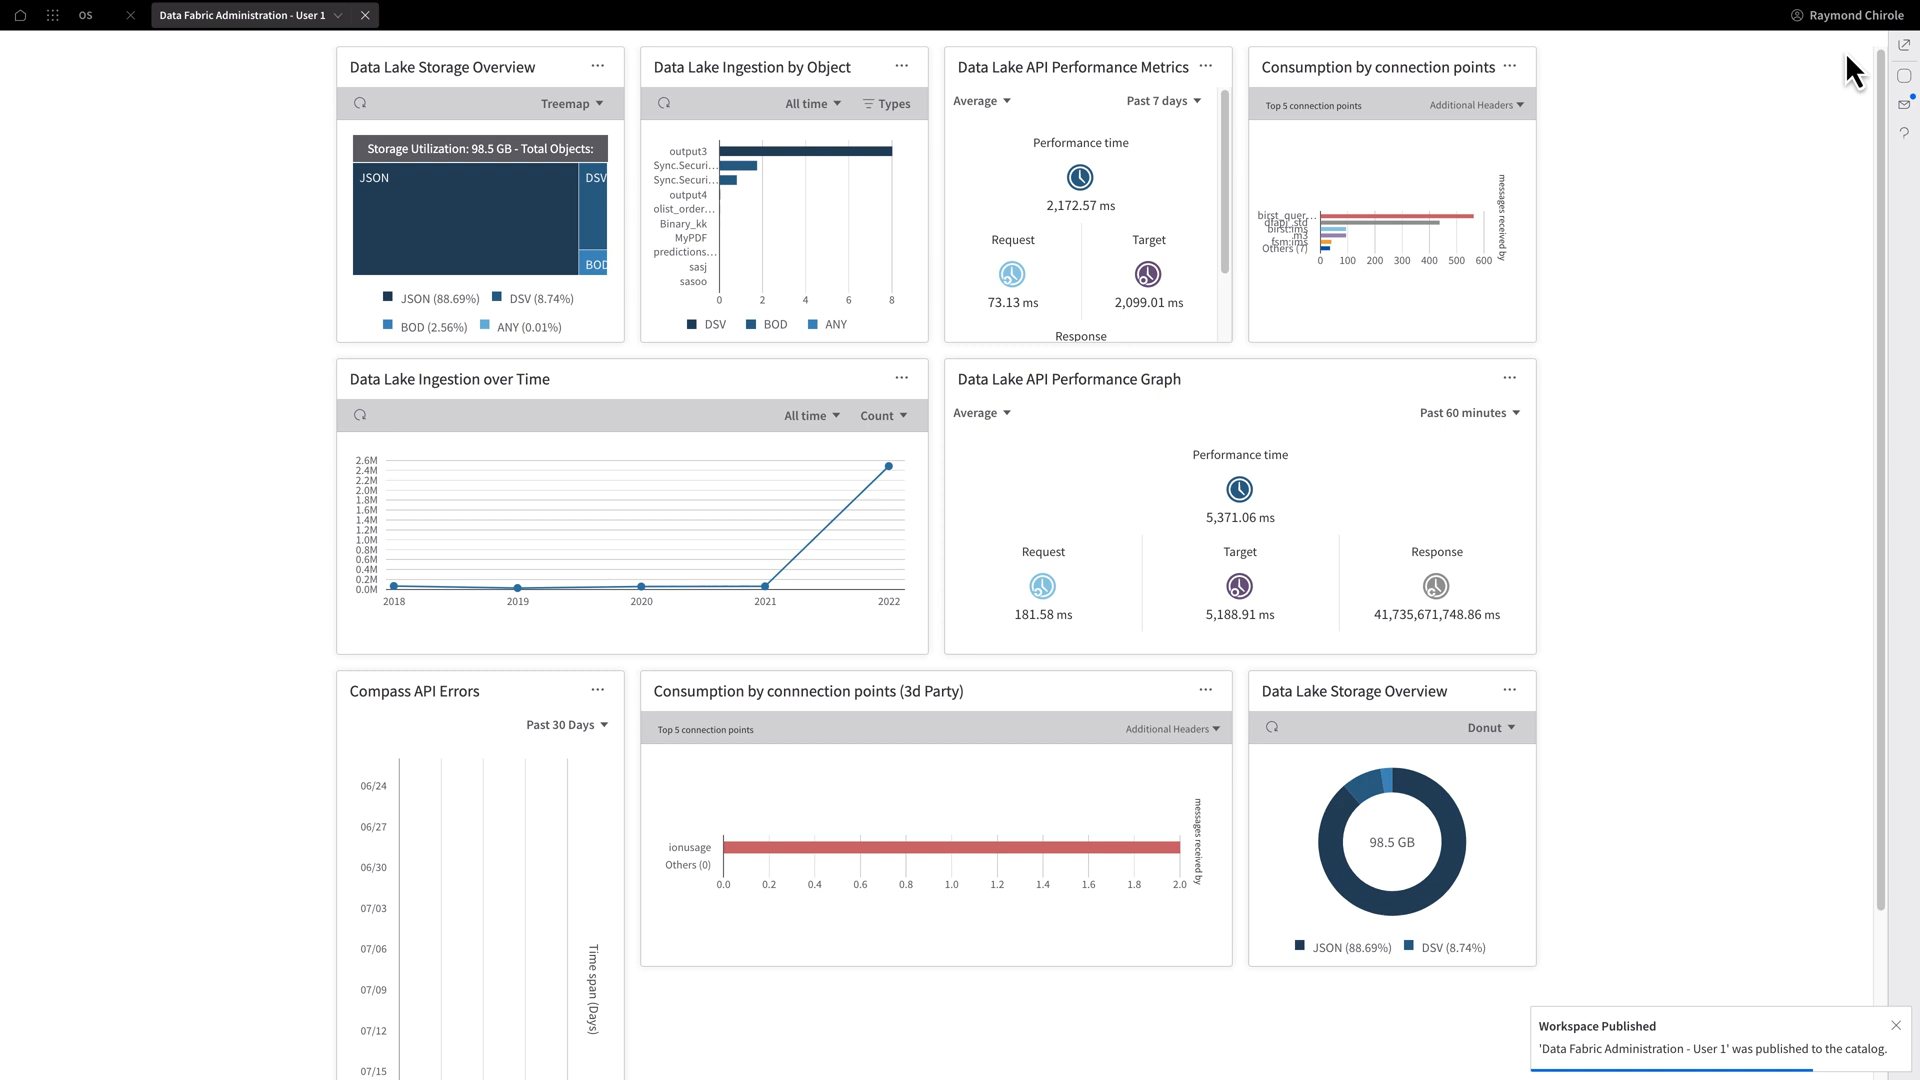 OS
Data Fabric Administration - User 1
Raymond Chirole
Data Lake Storage Overview
Treemap
Storage Utilization: 98.5 GB - Total Objects:
JSON
DSV
BOD
JSON (88.69%)
DSV (8.74%)
BOD (2.56%)
ANY (0.01%)
Data Lake Ingestion by Object
All time
Types
output3
Sync.Securi...
Sync.Securi...
output4
olist_order...
Binary_kk
MyPDF
predictions...
sasj
sasoo
0 2 4 6 8
DSV
BOD
ANY
Data Lake API Performance Metrics
Average
Past 7 days
Performance time
2,172.57 ms
Request
Target
73.13 ms
2,099.01 ms
Response
Consumption by connection points
Top 5 connection points
Additional Headers
birst_quer...
dfapi_std
birst:ims
m3
fsm:ims
Others (7)
0 100 200 300 400 500 600
messages received by
Data Lake Ingestion over Time
All time
Count
2.6M
2.4M
2.2M
2.0M
1.8M
1.6M
1.4M
1.2M
1.0M
0.8M
0.6M
0.4M
0.2M
0.0M
2018 2019 2020 2021 2022
Data Lake API Performance Graph
Average
Past 60 minutes
Performance time
5,371.06 ms
Request
Target
Response
181.58 ms
5,188.91 ms
41,735,671,748.86 ms
Compass API Errors
Past 30 Days
06/24
06/27
06/30
07/03
07/06
07/09
07/12
07/15
Time span (Days)
Consumption by connnection points (3d Party)
Top 5 connection points
Additional Headers
ionusage
Others (0)
0.0 0.2 0.4 0.6 0.8 1.0 1.2 1.4 1.6 1.8 2.0
messages received by
Data Lake Storage Overview
Donut
98.5 GB
JSON (88.69%)
DSV (8.74%)
Workspace Published
'Data Fabric Administration - User 1' was published to the catalog.